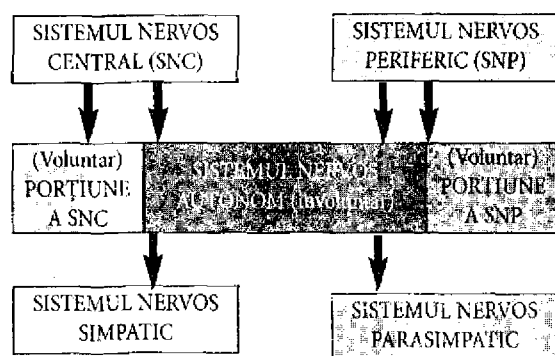 SISTEMUL NERVOS
CENTRAL (SNC)
SISTEMUL NERVOS
PERIFERIC (SNP)
(Voluntar)
PORȚIUNE
A SNC
SISTEMUL NERVOS
AUTONOM (involuntar)
(Voluntar)
PORȚIUNE
A SNP
SISTEMUL NERVOS
SIMPATIC
SISTEMUL NERVOS
PARASIMPATIC